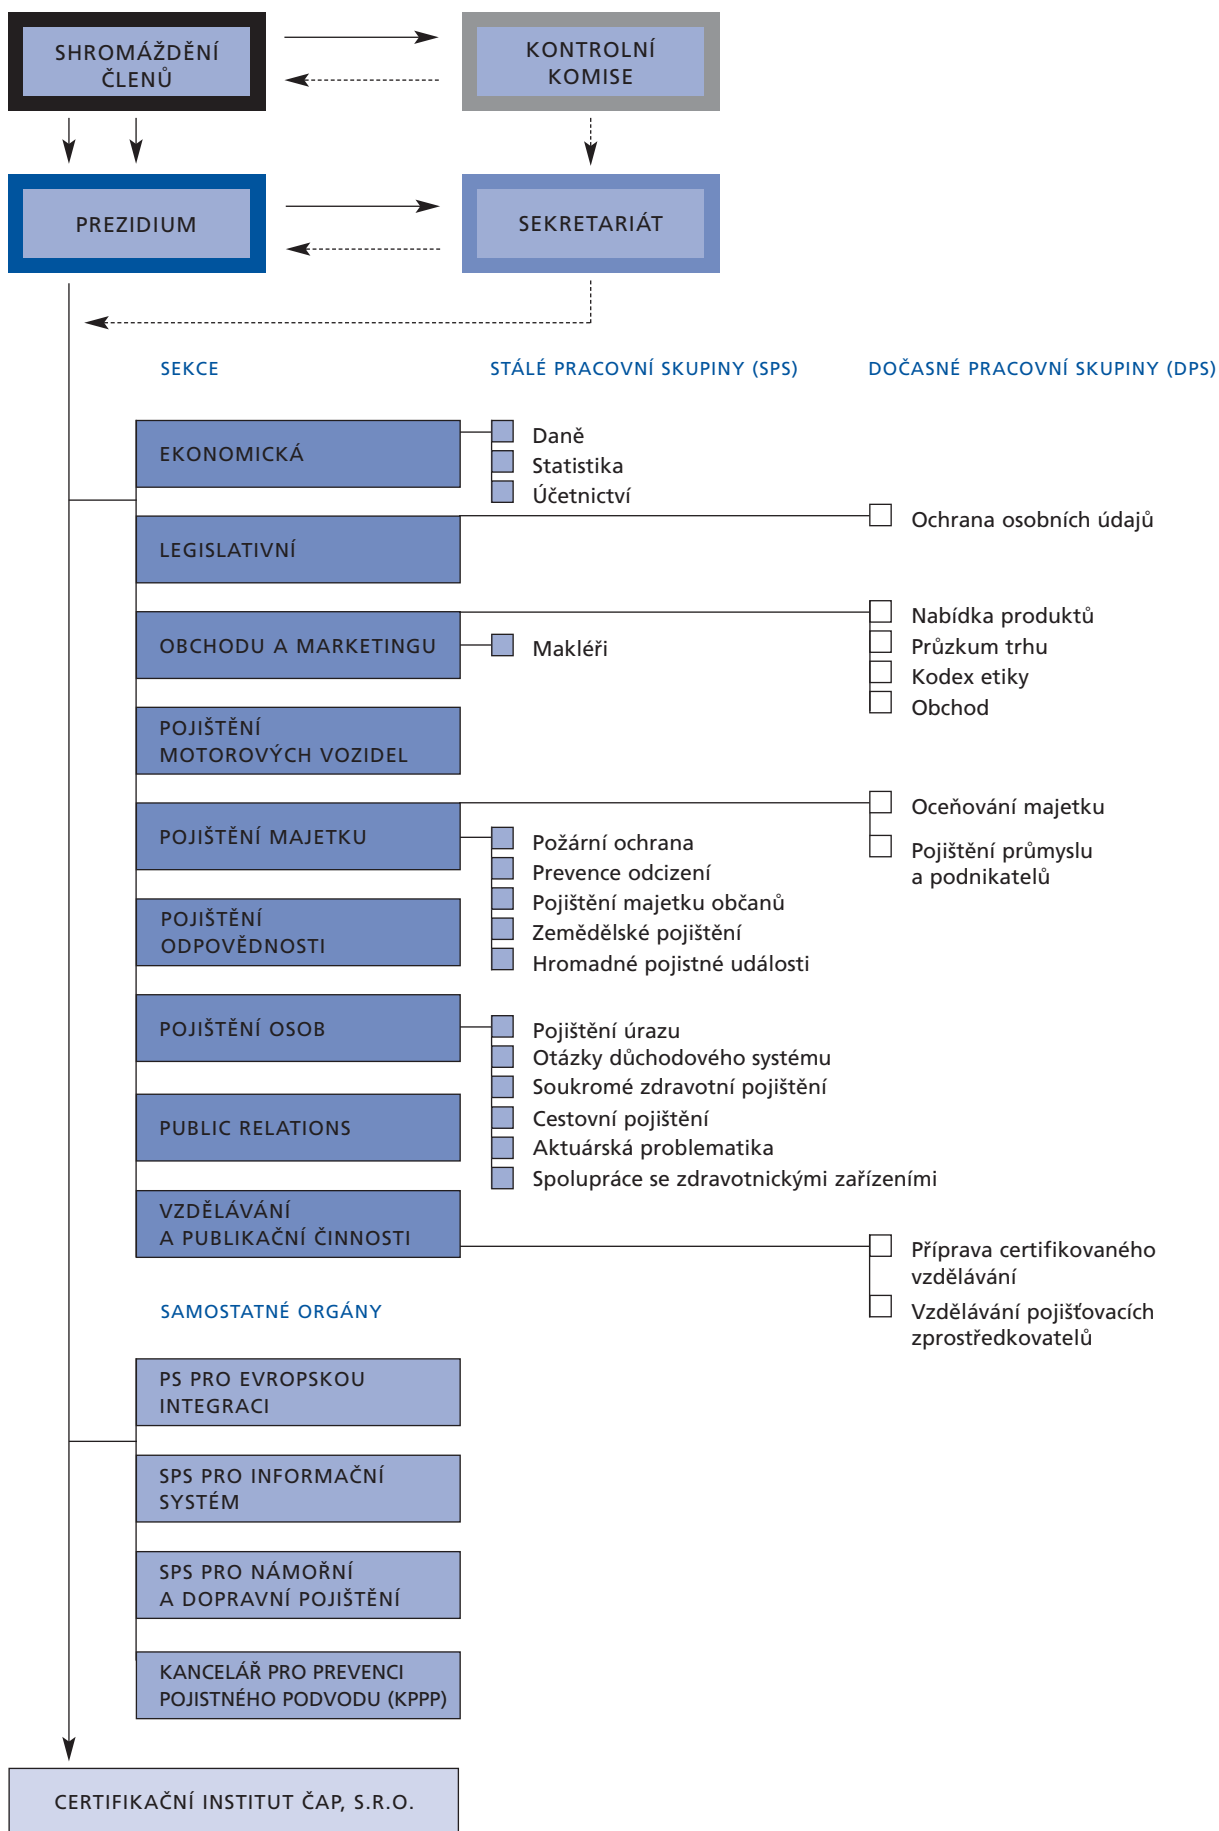 SHROMÁŽDĚNÍ
ČLENŮ
KONTROLNÍ
KOMISE
PREZIDIUM
SEKRETARIÁT
SEKCE
STÁLÉ PRACOVNÍ SKUPINY (SPS)
DOČASNÉ PRACOVNÍ SKUPINY (DPS)
EKONOMICKÁ
Daně
Statistika
Účetnictví
LEGISLATIVNÍ
Ochrana osobních údajů
OBCHODU A MARKETINGU
Makléři
Nabídka produktů
Průzkum trhu
Kodex etiky
Obchod
POJIŠTĚNÍ
MOTOROVÝCH VOZIDEL
POJIŠTĚNÍ MAJETKU
Požární ochrana
Prevence odcizení
Pojištění majetku občanů
Zemědělské pojištění
Hromadné pojistné události
Oceňování majetku
Pojištění průmyslu
a podnikatelů
POJIŠTĚNÍ
ODPOVĚDNOSTI
POJIŠTĚNÍ OSOB
Pojištění úrazu
Otázky důchodového systému
Soukromé zdravotní pojištění
Cestovní pojištění
Aktuárská problematika
Spolupráce se zdravotnickými zařízeními
PUBLIC RELATIONS
VZDĚLÁVÁNÍ
A PUBLIKAČNÍ ČINNOSTI
Příprava certifikovaného
vzdělávání
Vzdělávání pojišťovacích
zprostředkovatelů
SAMOSTATNÉ ORGÁNY
PS PRO EVROPSKOU
INTEGRACI
SPS PRO INFORMAČNÍ
SYSTÉM
SPS PRO NÁMOŘNÍ
A DOPRAVNÍ POJIŠTĚNÍ
KANCELÁŘ PRO PREVENCI
POJISTNÉHO PODVODU (KPPP)
CERTIFIKAČNÍ INSTITUT ČAP, S.R.O.